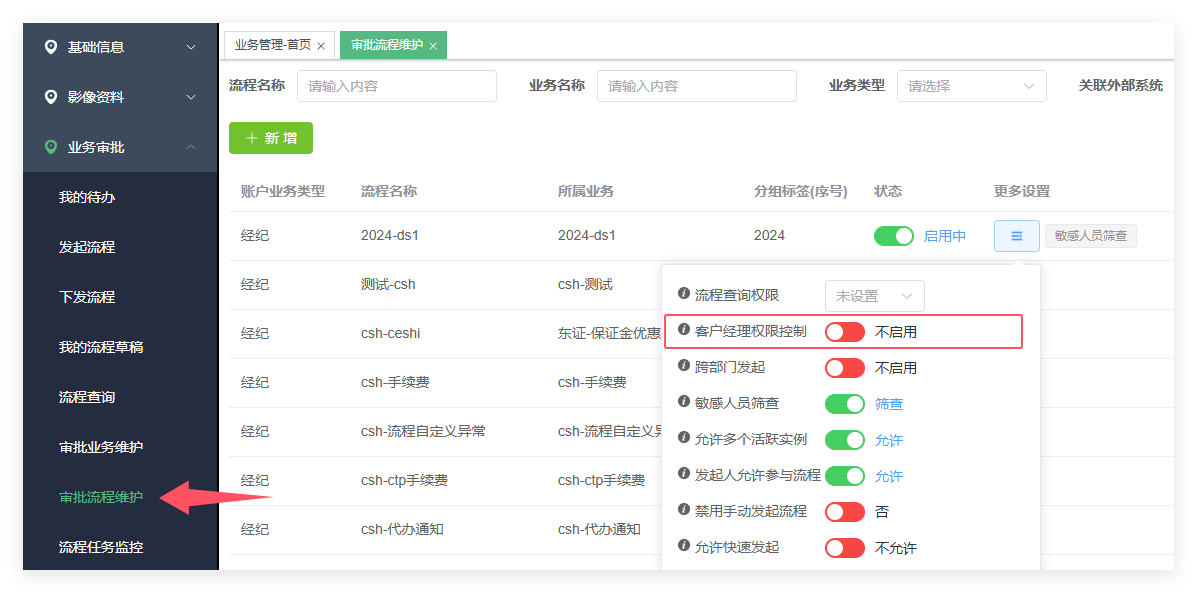 基础信息
影像资料
业务审批
我的待办
发起流程
下发流程
我的流程草稿
流程查询
审批业务维护
审批流程维护
流程任务监控
业务管理-首页 ×
审批流程维护 ×
流程名称 请输入内容 业务名称 请输入内容 业务类型 请选择 关联外部系统
+ 新 增
账户业务类型 流程名称 所属业务 分组标签(序号) 状态 更多设置
经纪 2024-ds1 2024-ds1 2024 启用中 敏感人员筛查
经纪 测试-csh csh-测试
经纪 csh-ceshi 东证-保证金优惠
经纪 csh-手续费 csh-手续费
经纪 csh-流程自定义异常 csh-流程自定义
经纪 csh-ctp手续费 csh-ctp手续费
经纪 csh-代办通知 csh-代办通知
流程查询权限 未设置
客户经理权限控制 不启用
跨部门发起 不启用
敏感人员筛查 筛查
允许多个活跃实例 允许
发起人允许参与流程 允许
禁用手动发起流程 否
允许快速发起 不允许